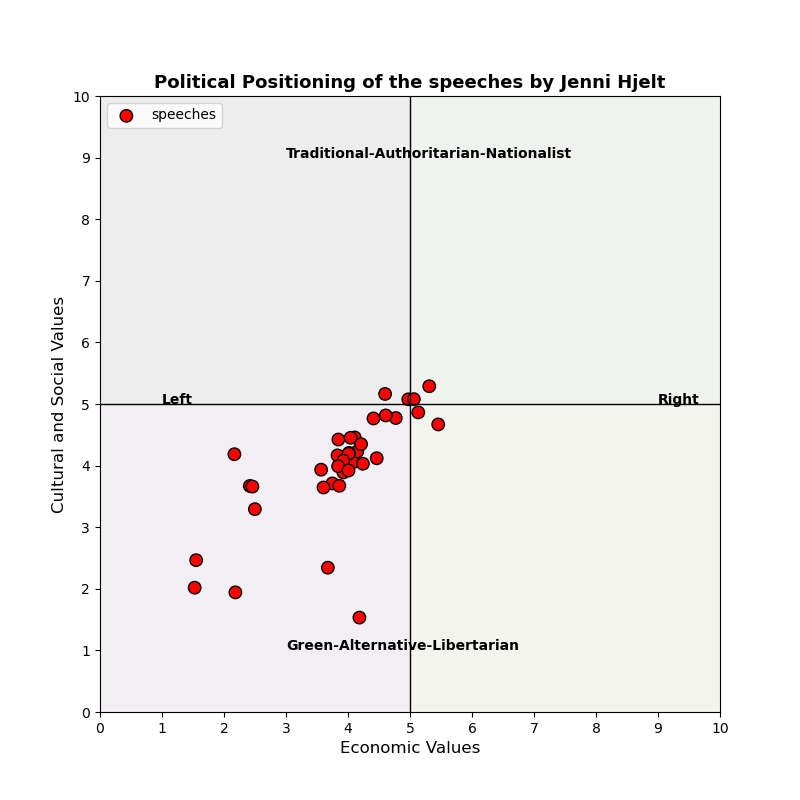 Political Positioning of the speeches by Jenni Hjelt
speeches
Traditional-Authoritarian-Nationalist
Left
Right
Green-Alternative-Libertarian
10
9
8
7
6
5
4
3
2
1
0
Cultural and Social Values
0 1 2 3 4 5 6 7 8 9 10
Economic Values